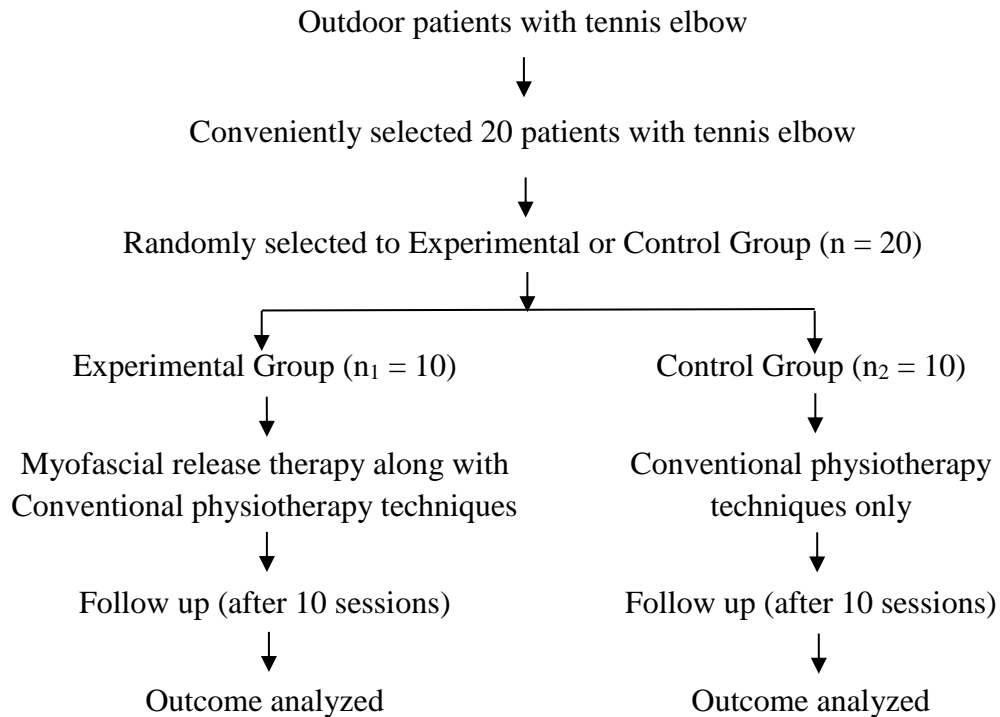 Outdoor patients with tennis elbow
Conveniently selected 20 patients with tennis elbow
Randomly selected to Experimental or Control Group (n = 20)
Experimental Group (n₁ = 10)
Control Group (n₂ = 10)
Myofascial release therapy along with
Conventional physiotherapy techniques
Conventional physiotherapy
techniques only
Follow up (after 10 sessions)
Follow up (after 10 sessions)
Outcome analyzed
Outcome analyzed